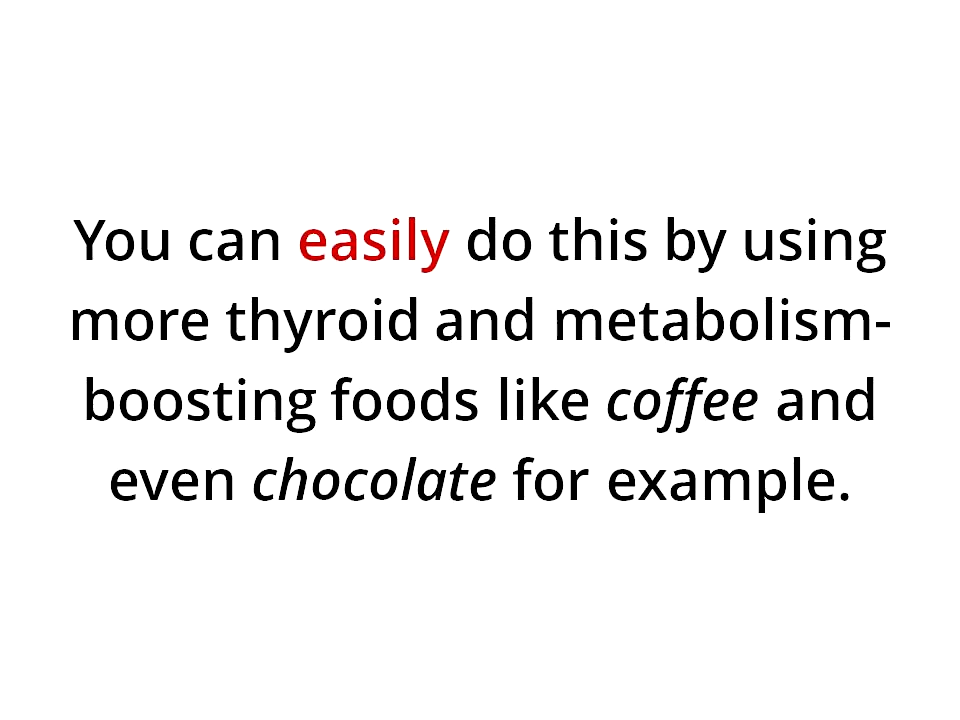 You can easily do this by using
more thyroid and metabolism-
boosting foods like coffee and
even chocolate for example.